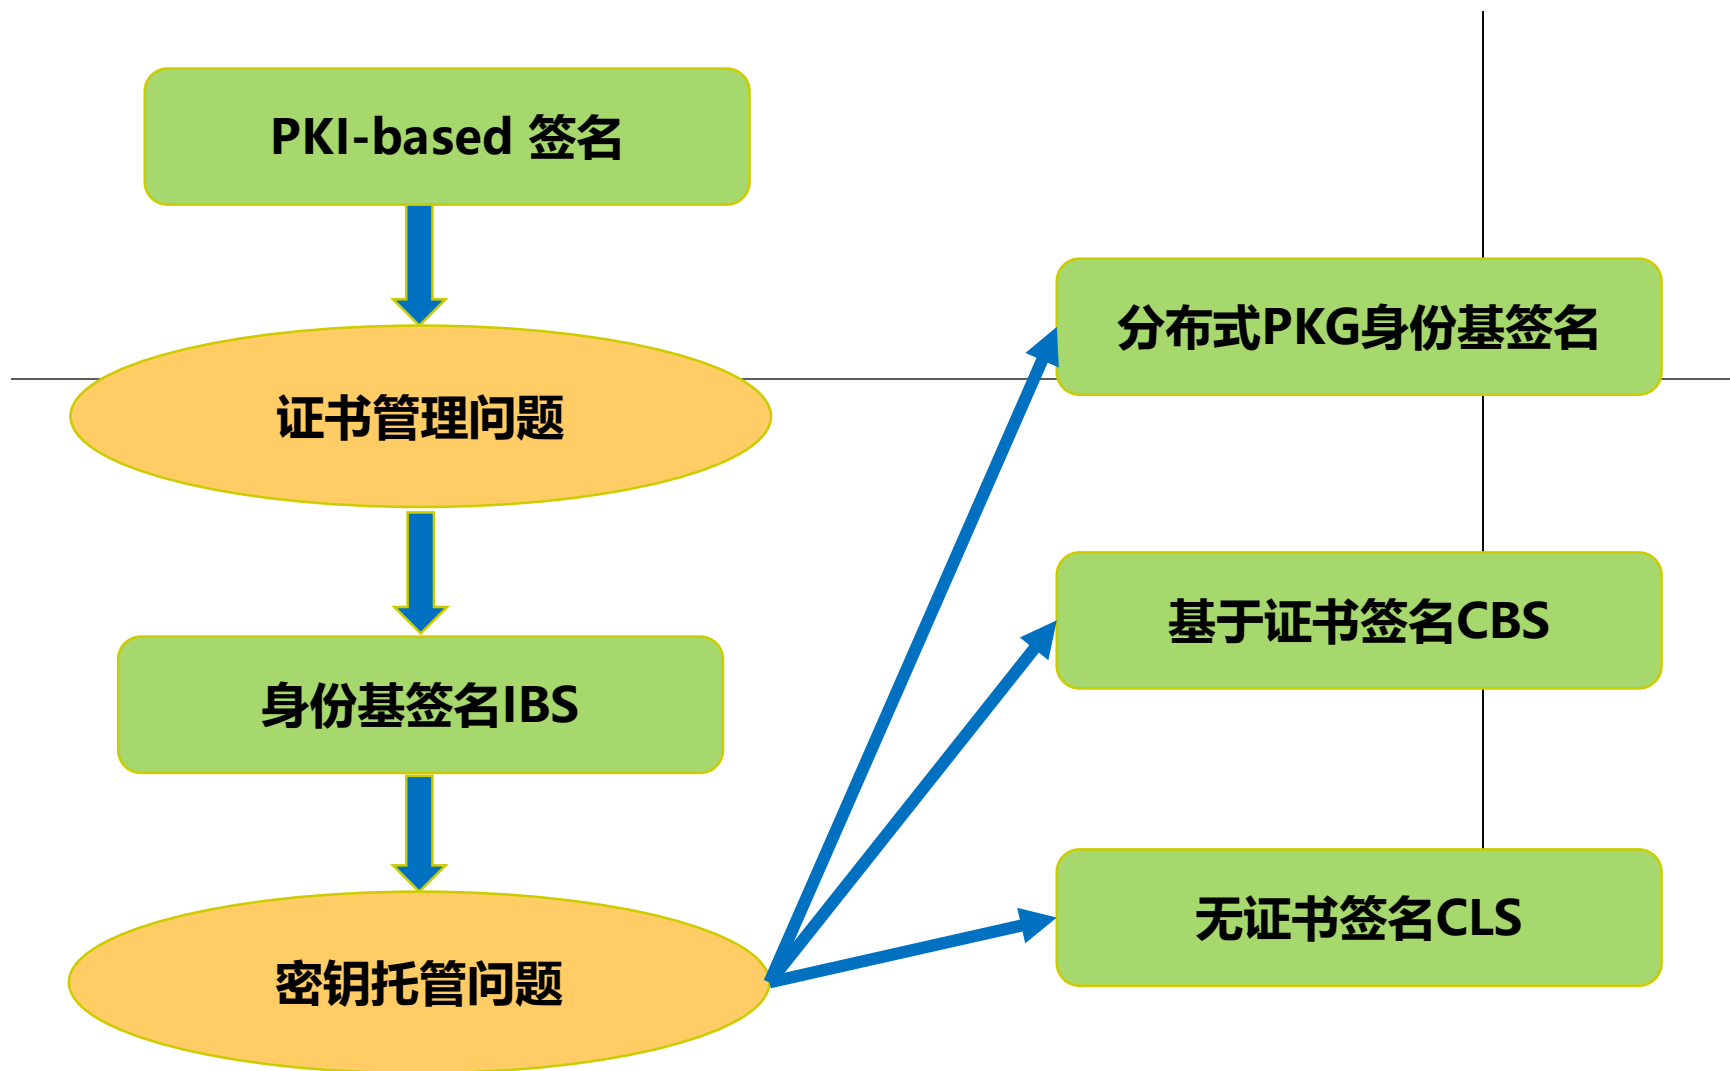 PKI-based 签名
证书管理问题
身份基签名IBS
密钥托管问题
分布式PKG身份基签名
基于证书签名CBS
无证书签名CLS